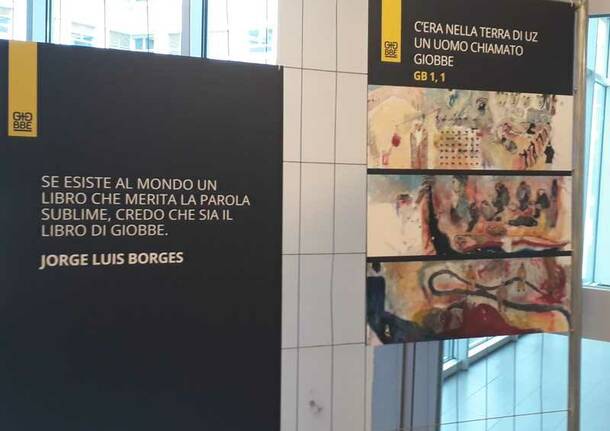 GIO
BBE
SE ESISTE AL MONDO UN
LIBRO CHE MERITA LA PAROLA
SUBLIME, CREDO CHE SIA IL
LIBRO DI GIOBBE.
JORGE LUIS BORGES
GIO
BBE
C'ERA NELLA TERRA DI UZ
UN UOMO CHIAMATO
GIOBBE
GB 1, 1